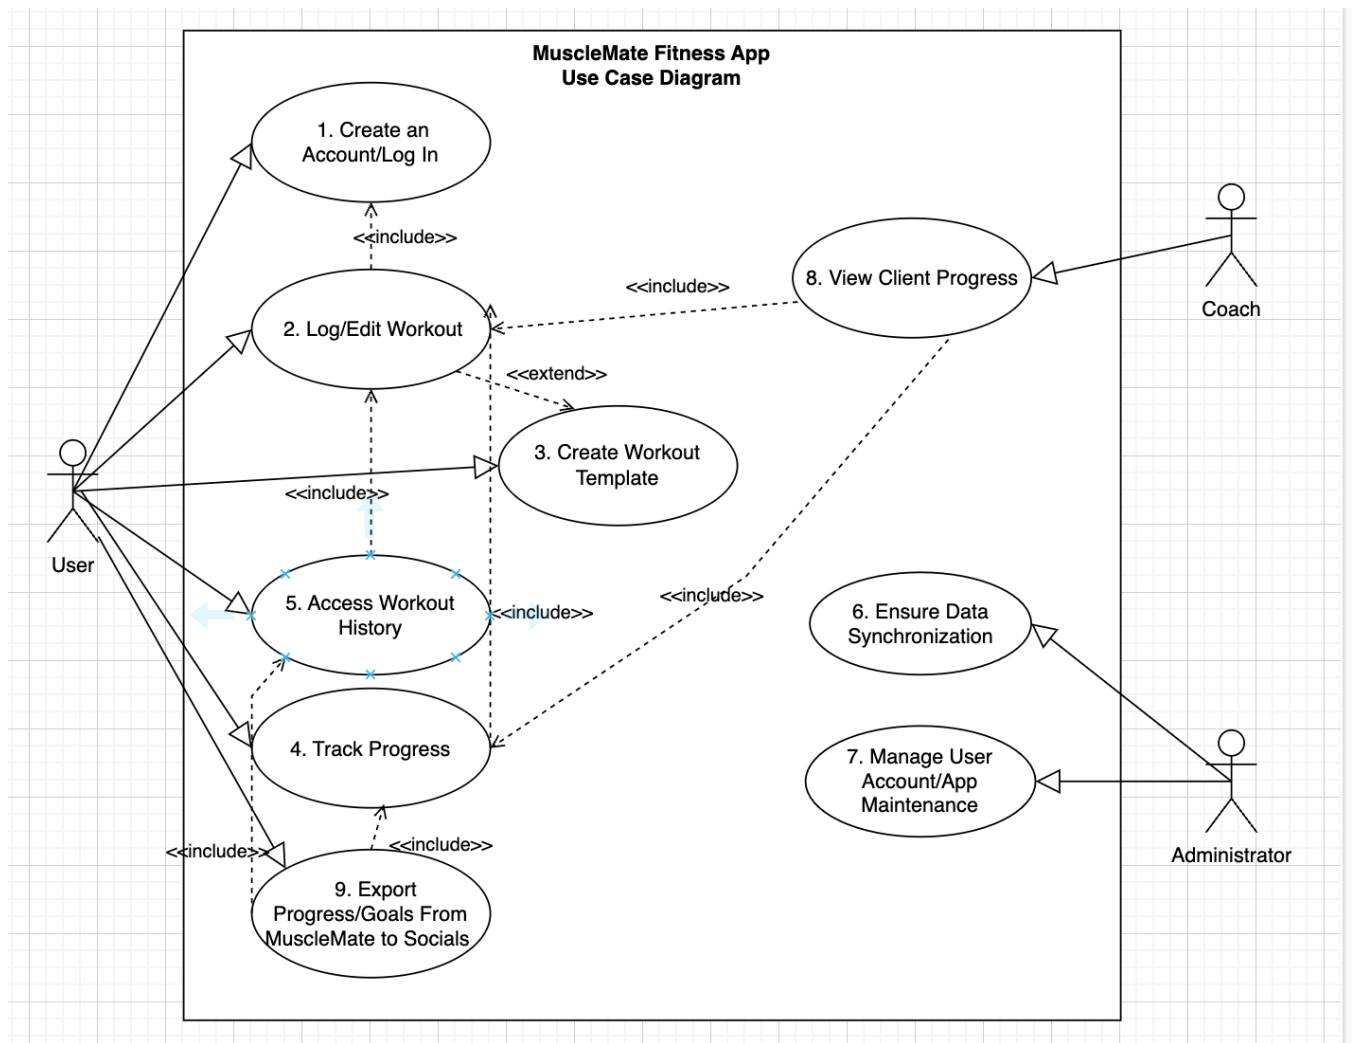 MuscleMate Fitness App
Use Case Diagram
1. Create an
Account/Log In
<<include>>
2. Log/Edit Workout
<<include>>
8. View Client Progress
Coach
<<extend>>
3. Create Workout
Template
<<include>>
User
5. Access Workout
History
<<include>>
<<include>>
6. Ensure Data
Synchronization
4. Track Progress
7. Manage User
Account/App
Maintenance
Administrator
<<include>>
<<include>>
9. Export
Progress/Goals From
MuscleMate to Socials